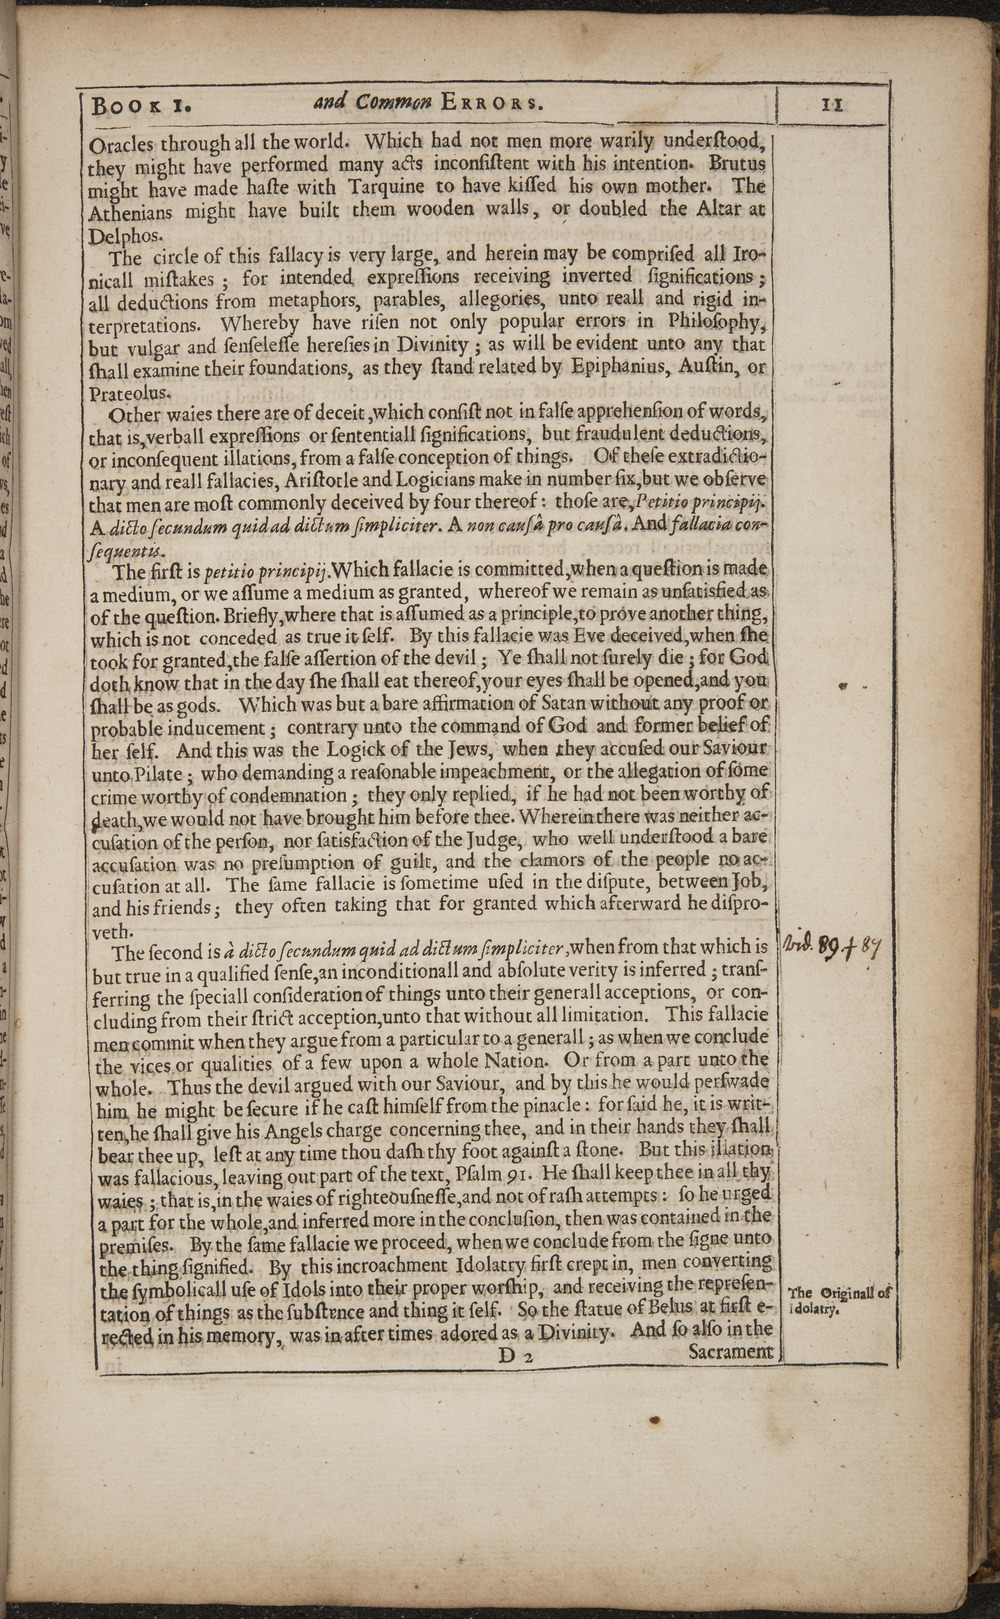 BOOK I. and Common ERRORS. 11
Oracles through all the world. Which had not men more warily underſtood,
they might have performed many acts inconſiſtent with his intention. Brutus
might have made haſte with Tarquine to have kiſſed his own mother. The
Athenians might have built them wooden walls, or doubled the Altar at
Delphos.
The circle of this fallacy is very large, and herein may be compriſed all Iro-
nicall miſtakes ; for intended expreſſions receiving inverted ſignifications ;
all deductions from metaphors, parables, allegories, unto reall and rigid in-
terpretations. Whereby have riſen not only popular errors in Philoſophy,
but vulgar and ſenſeleſſe hereſies in Divinity ; as will be evident unto any that
ſhall examine their foundations, as they ſtand related by Epiphanius, Auſtin, or
Prateolus.
Other waies there are of deceit ,which conſiſt not in falſe apprehenſion of words,
that is,verball expreſſions or ſententiall ſignifications, but fraudulent deductions,
or inconſequent illations, from a falſe conception of things. Of theſe extradictio-
nary and reall fallacies, Ariſtotle and Logicians make in number ſix,but we obſerve
that men are moſt commonly deceived by four thereof : thoſe are, Petitio principij.
A dicto ſecundum quid ad dictum ſimpliciter. A non cauſâ pro cauſâ. And fallacia con-
ſequentis.
The firſt is petitio principij. Which fallacie is committed,when a queſtion is made
a medium, or we aſſume a medium as granted, whereof we remain as unſatisfied as
of the queſtion. Briefly,where that is aſſumed as a principle,to prove another thing,
which is not conceded as true it ſelf. By this fallacie was Eve deceived,when ſhe
took for granted,the falſe aſſertion of the devil ; Ye ſhall not ſurely die ; for God
doth know that in the day ſhe ſhall eat thereof,your eyes ſhall be opened,and you
ſhall be as gods. Which was but a bare affirmation of Satan without any proof or
probable inducement ; contrary unto the command of God and former belief of
her ſelf. And this was the Logick of the Jews, when they accuſed our Saviour
unto Pilate ; who demanding a reaſonable impeachment, or the allegation of ſome
crime worthy of condemnation ; they only replied, if he had not been worthy of
death,we would not have brought him before thee. Wherein there was neither ac-
cuſation of the perſon, nor ſatisfaction of the Judge, who well underſtood a bare
accuſation was no preſumption of guilt, and the clamors of the people no ac-
cuſation at all. The ſame fallacie is ſometime uſed in the diſpute, between Job,
and his friends ; they often taking that for granted which afterward he diſpro-
veth.
The ſecond is à dicto ſecundum quid ad dictum ſimpliciter, when from that which is
but true in a qualified ſenſe,an inconditionall and abſolute verity is inferred ; tranſ-
ferring the ſpeciall conſideration of things unto their generall acceptions, or con-
cluding from their ſtrict acception,unto that without all limitation. This fallacie
men commit when they argue from a particular to a generall ; as when we conclude
the vices or qualities of a few upon a whole Nation. Or from a part unto the
whole. Thus the devil argued with our Saviour, and by this he would perſwade
him he might be ſecure if he caſt himſelf from the pinacle : for ſaid he, it is writ-
ten,he ſhall give his Angels charge concerning thee, and in their hands they ſhall
bear thee up, leſt at any time thou daſh thy foot againſt a ſtone. But this illation
was fallacious, leaving out part of the text, Pſalm 91. He ſhall keep thee in all thy
waies ; that is,in the waies of righteouſneſſe,and not of raſh attempts : ſo he urged
a part for the whole,and inferred more in the concluſion, then was contained in the
premiſes. By the ſame fallacie we proceed, when we conclude from the ſigne unto
the thing ſignified. By this incroachment Idolatry firſt crept in, men converting
the ſymbolicall uſe of Idols into their proper worſhip, and receiving the repreſen-
tation of things as the ſubſtence and thing it ſelf. So the ſtatue of Belus at firſt e-
rected in his memory, was in after times adored as a Divinity. And ſo alſo in the
D 2 Sacrament
Vid. 89. & 87
The Originall of
Idolatry.